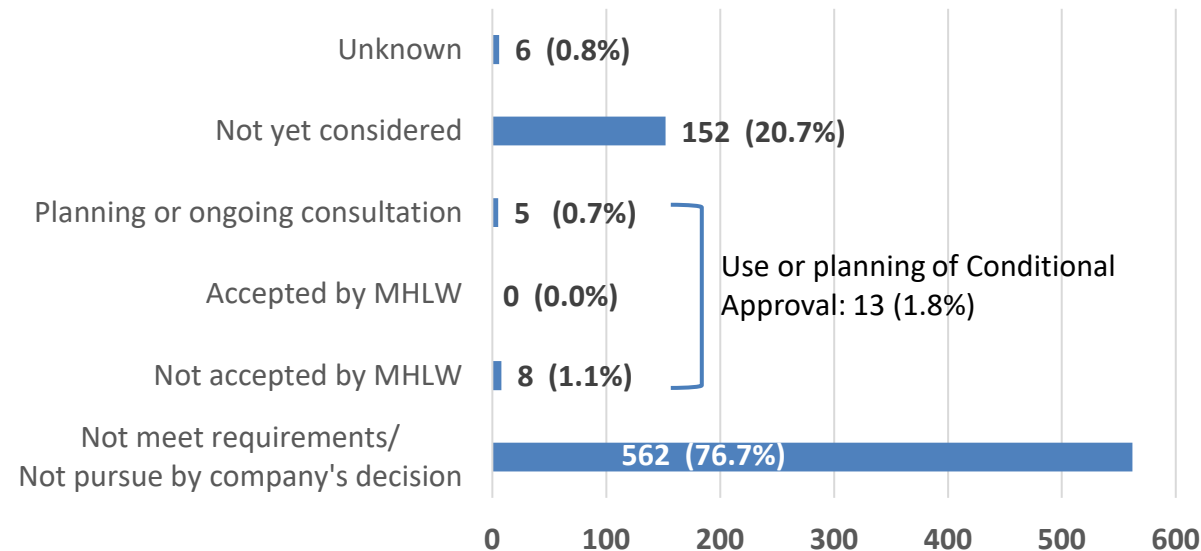 Unknown
6 (0.8%)
Not yet considered
152 (20.7%)
Planning or ongoing consultation
5 (0.7%)
Accepted by MHLW
0 (0.0%)
Not accepted by MHLW
8 (1.1%)
Use or planning of Conditional
Approval: 13 (1.8%)
Not meet requirements/
Not pursue by company's decision
562 (76.7%)
0 100 200 300 400 500 600